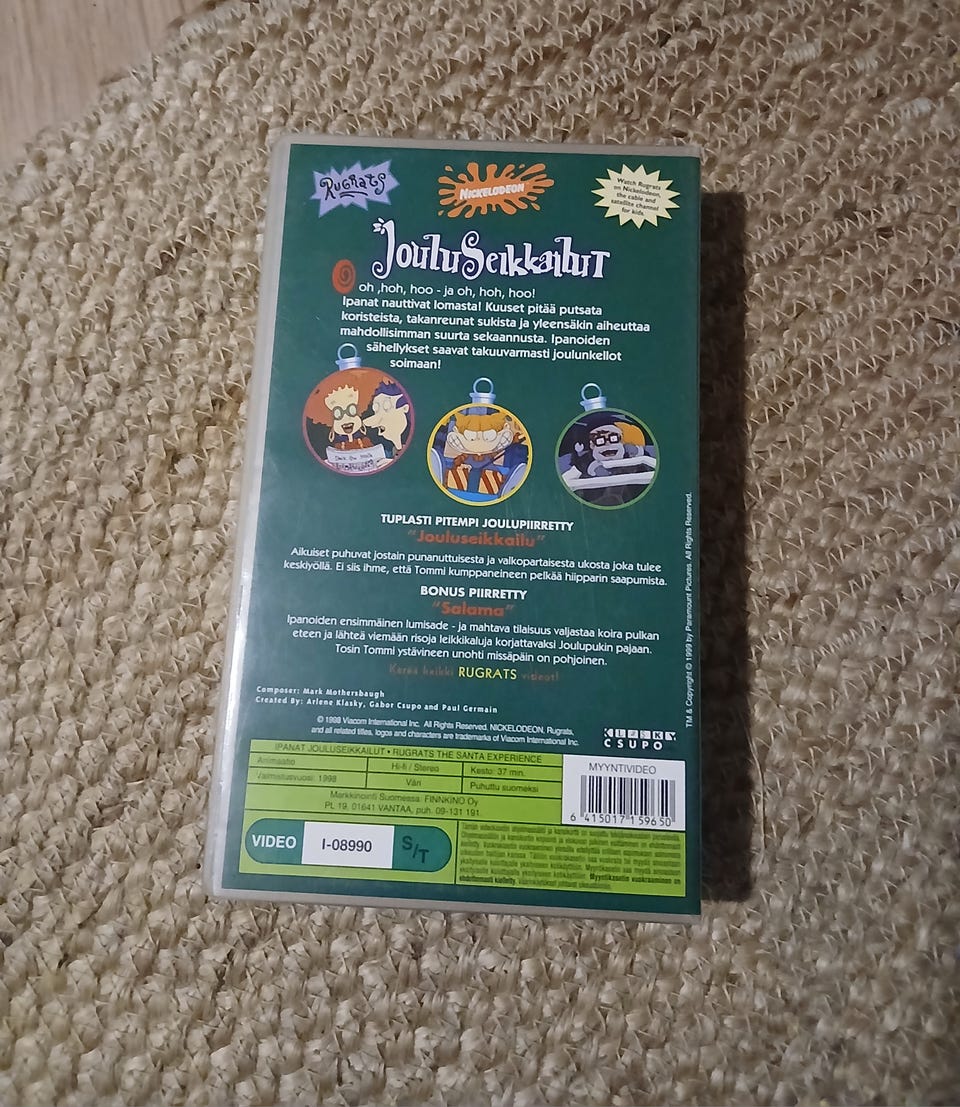 RUGRATS
NICKELODEON
Watch Rugrats
on Nickelodeon,
the cable and
satellite channel
for kids.
JOULUSEIKKAILUT
oh ,hoh, hoo - ja oh, hoh, hoo!
Ipanat nauttivat lomasta! Kuuset pitää putsata
koristeista, takanreunat sukista ja yleensäkin aiheuttaa
mahdollisimman suurta sekaannusta. Ipanoiden
sähellykset saavat takuuvarmasti joulunkellot
soimaan!
Deck the Halls
TUPLASTI PITEMPI JOULUPIIRRETTY
"Jouluseikkailu"
Aikuiset puhuvat jostain punanuttuisesta ja valkopartaisesta ukosta joka tulee
keskiyöllä. Ei siis ihme, että Tommi kumppaneineen pelkää hiipparin saapumista.
BONUS PIIRRETTY
"Salama"
Ipanoiden ensimmäinen lumisade - ja mahtava tilaisuus valjastaa koira pulkan
eteen ja lähteä viemään risoja leikkikaluja korjattavaksi Joulupukin pajaan.
Tosin Tommi ystävineen unohti missäpäin on pohjoinen.
Kerää kaikki RUGRATS videot!
Composer: Mark Mothersbaugh
Created By: Arlene Klasky, Gabor Csupo and Paul Germain
© 1998 Viacom International Inc. All Rights Reserved. NICKELODEON. Rugrats,
and all related titles, logos and characters are trademarks of Viacom International Inc.
KLASKY
CSUPO
TM & Copyright © 1999 by Paramount Pictures. All Rights Reserved.
IPANAT JOULUSEIKKAILUT • RUGRATS THE SANTA EXPERIENCE
Animaatio Hi-fi / Stereo Kesto: 37 min.
Valmistusvuosi: 1998 Väri Puhuttu suomeksi
Markkinointi Suomessa: FINNKINO Oy
PL 19, 01641 VANTAA, puh. 09-131 191.
MYYNTIVIDEO
6 415017 159650
VIDEO I-08990 S/T